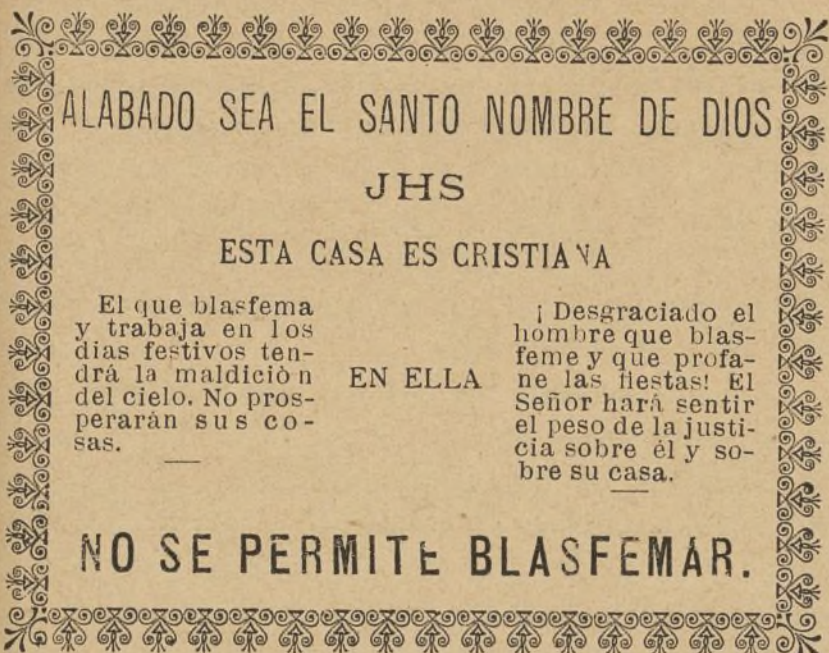 ALABADO SEA EL SANTO NOMBRE DE DIOS
JHS
ESTA CASA ES CRISTIANA
El que blasfema
y trabaja en los
dias festivos ten-
drá la maldiciòn
del cielo. No pros-
perarán sus co-
sas.
EN ELLA
¡Desgraciado el
hombre que blas-
feme y que profa-
ne las fiestas! El
Señor hará sentir
el peso de la justi-
cia sobre él y so-
bre su casa.
NO SE PERMITE BLASFEMAR.